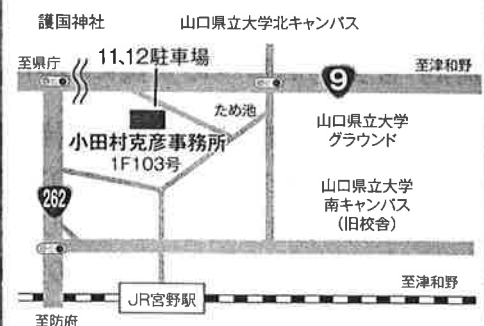 護国神社
山口県立大学北キャンパス
至県庁
11、12駐車場
9
至津和野
ため池
山口県立大学
グラウンド
小田村克彦事務所
1F103号
山口県立大学
南キャンパス
(旧校舎)
262
至津和野
JR宮野駅
至防府